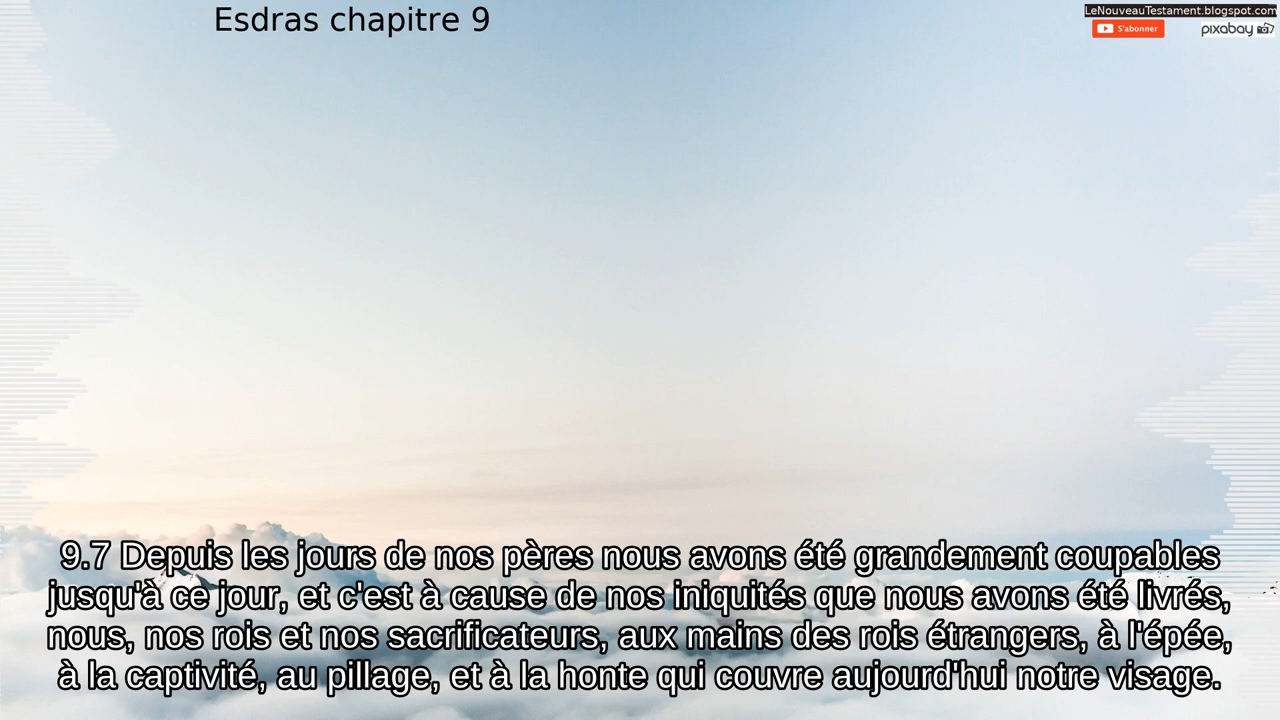 Esdras chapitre 9
LeNouveauTestament.blogspot.com
S'abonner
pixabay
9.7 Depuis les jours de nos pères nous avons été grandement coupables
jusqu'à ce jour, et c'est à cause de nos iniquités que nous avons été livrés,
nous, nos rois et nos sacrificateurs, aux mains des rois étrangers, à l'épée,
à la captivité, au pillage, et à la honte qui couvre aujourd'hui notre visage.